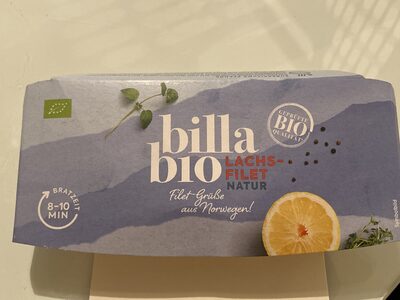 billa
bio
LACHS-
FILET
NATUR
Filet-Grüße
aus Norwegen!
GEPRÜFTE
BIO
QUALITÄT
BRATZEIT
8-10
MIN